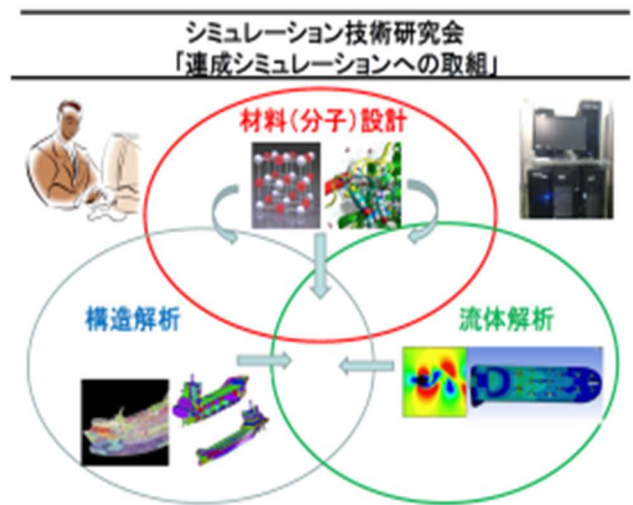 シミュレーション技術研究会
「連成シミュレーションへの取組」
材料(分子)設計
構造解析
流体解析